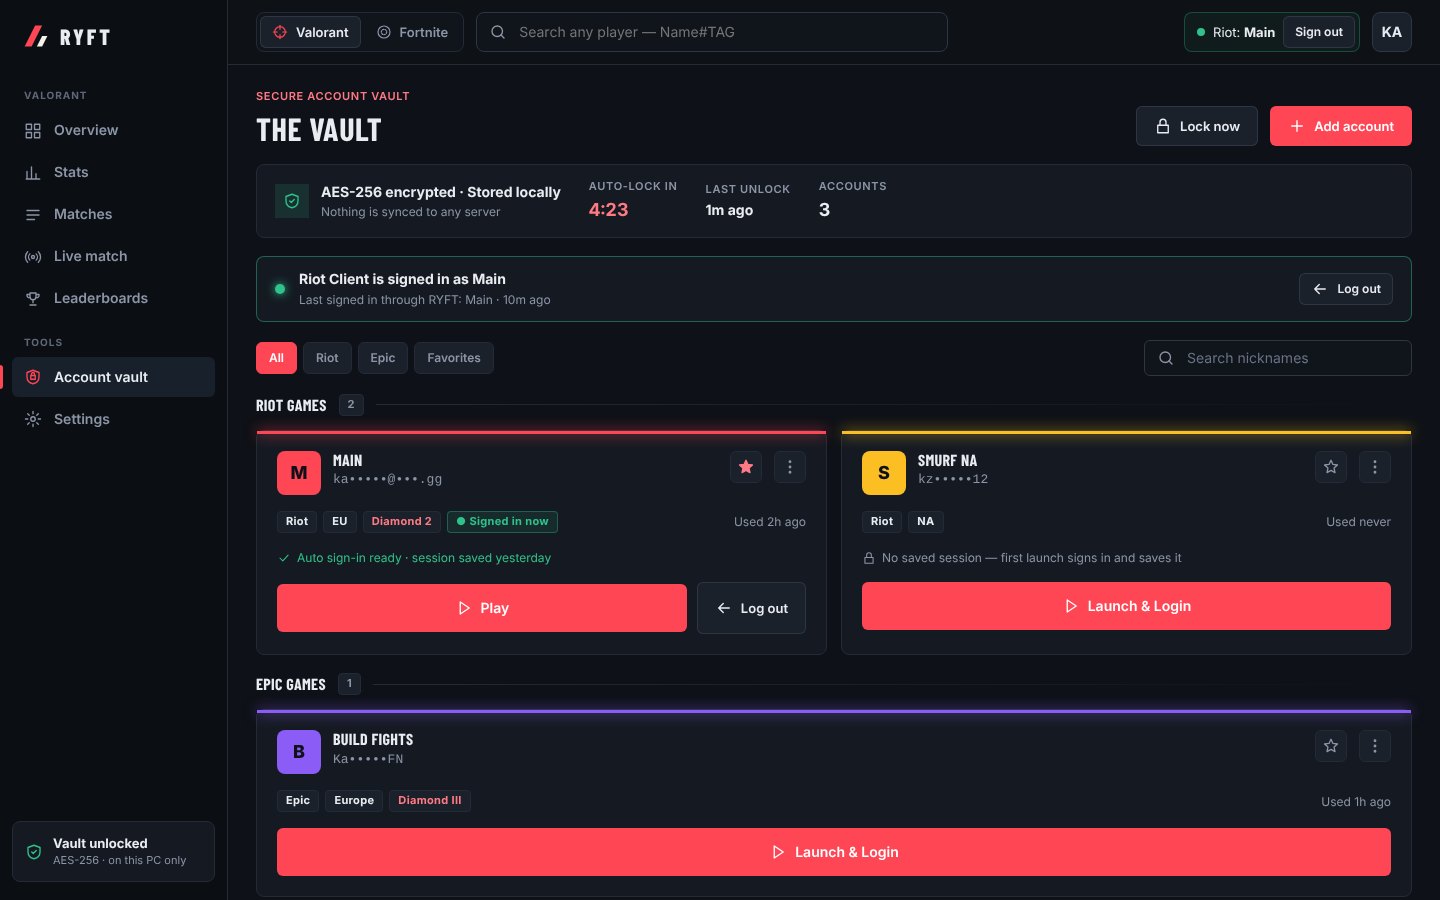 RYFT
Valorant
Fortnite
Search any player — Name#TAG
Riot: Main
Sign out
KA
VALORANT
Overview
Stats
Matches
Live match
Leaderboards
TOOLS
Account vault
Settings
Vault unlocked
AES-256 · on this PC only
SECURE ACCOUNT VAULT
THE VAULT
Lock now
Add account
AES-256 encrypted · Stored locally
Nothing is synced to any server
AUTO-LOCK IN
4:23
LAST UNLOCK
1m ago
ACCOUNTS
3
Riot Client is signed in as Main
Last signed in through RYFT: Main · 10m ago
Log out
All
Riot
Epic
Favorites
Search nicknames
RIOT GAMES
2
M
MAIN
ka•••••@•••.gg
Riot
EU
Diamond 2
Signed in now
Used 2h ago
Auto sign-in ready · session saved yesterday
Play
Log out
S
SMURF NA
kz•••••12
Riot
NA
Used never
No saved session — first launch signs in and saves it
Launch & Login
EPIC GAMES
1
B
BUILD FIGHTS
Ka•••••FN
Epic
Europe
Diamond III
Used 1h ago
Launch & Login